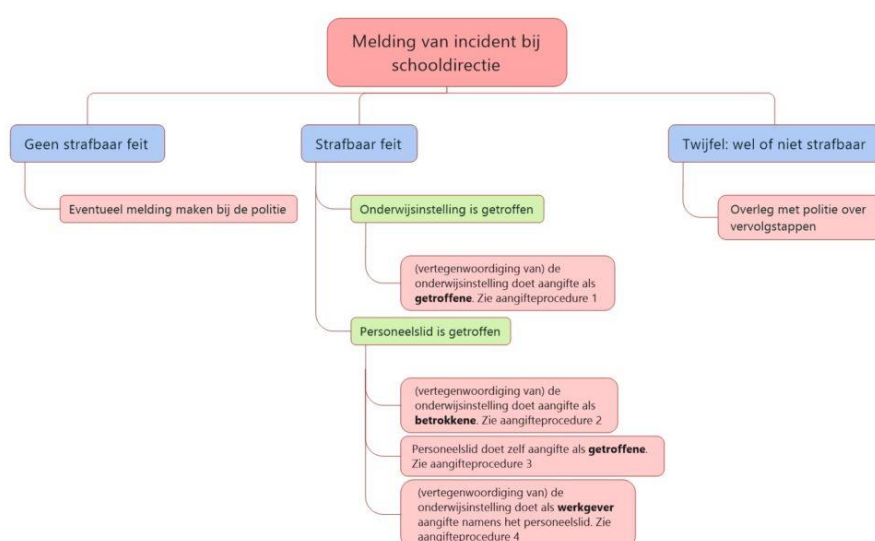 Melding van incident bij
schooldirectie
Geen strafbaar feit
Strafbaar feit
Twijfel: wel of niet strafbaar
Eventueel melding maken bij de politie
Onderwijsinstelling is getroffen
Overleg met politie over
vervolgstappen
(vertegenwoordiging van) de
onderwijsinstelling doet aangifte als
getroffene. Zie aangifteprocedure 1
Personeelslid is getroffen
(vertegenwoordiging van) de
onderwijsinstelling doet aangifte als
betrokkene. Zie aangifteprocedure 2
Personeelslid doet zelf aangifte als getroffene.
Zie aangifteprocedure 3
(vertegenwoordiging van) de
onderwijsinstelling doet als werkgever
aangifte namens het personeelslid. Zie
aangifteprocedure 4